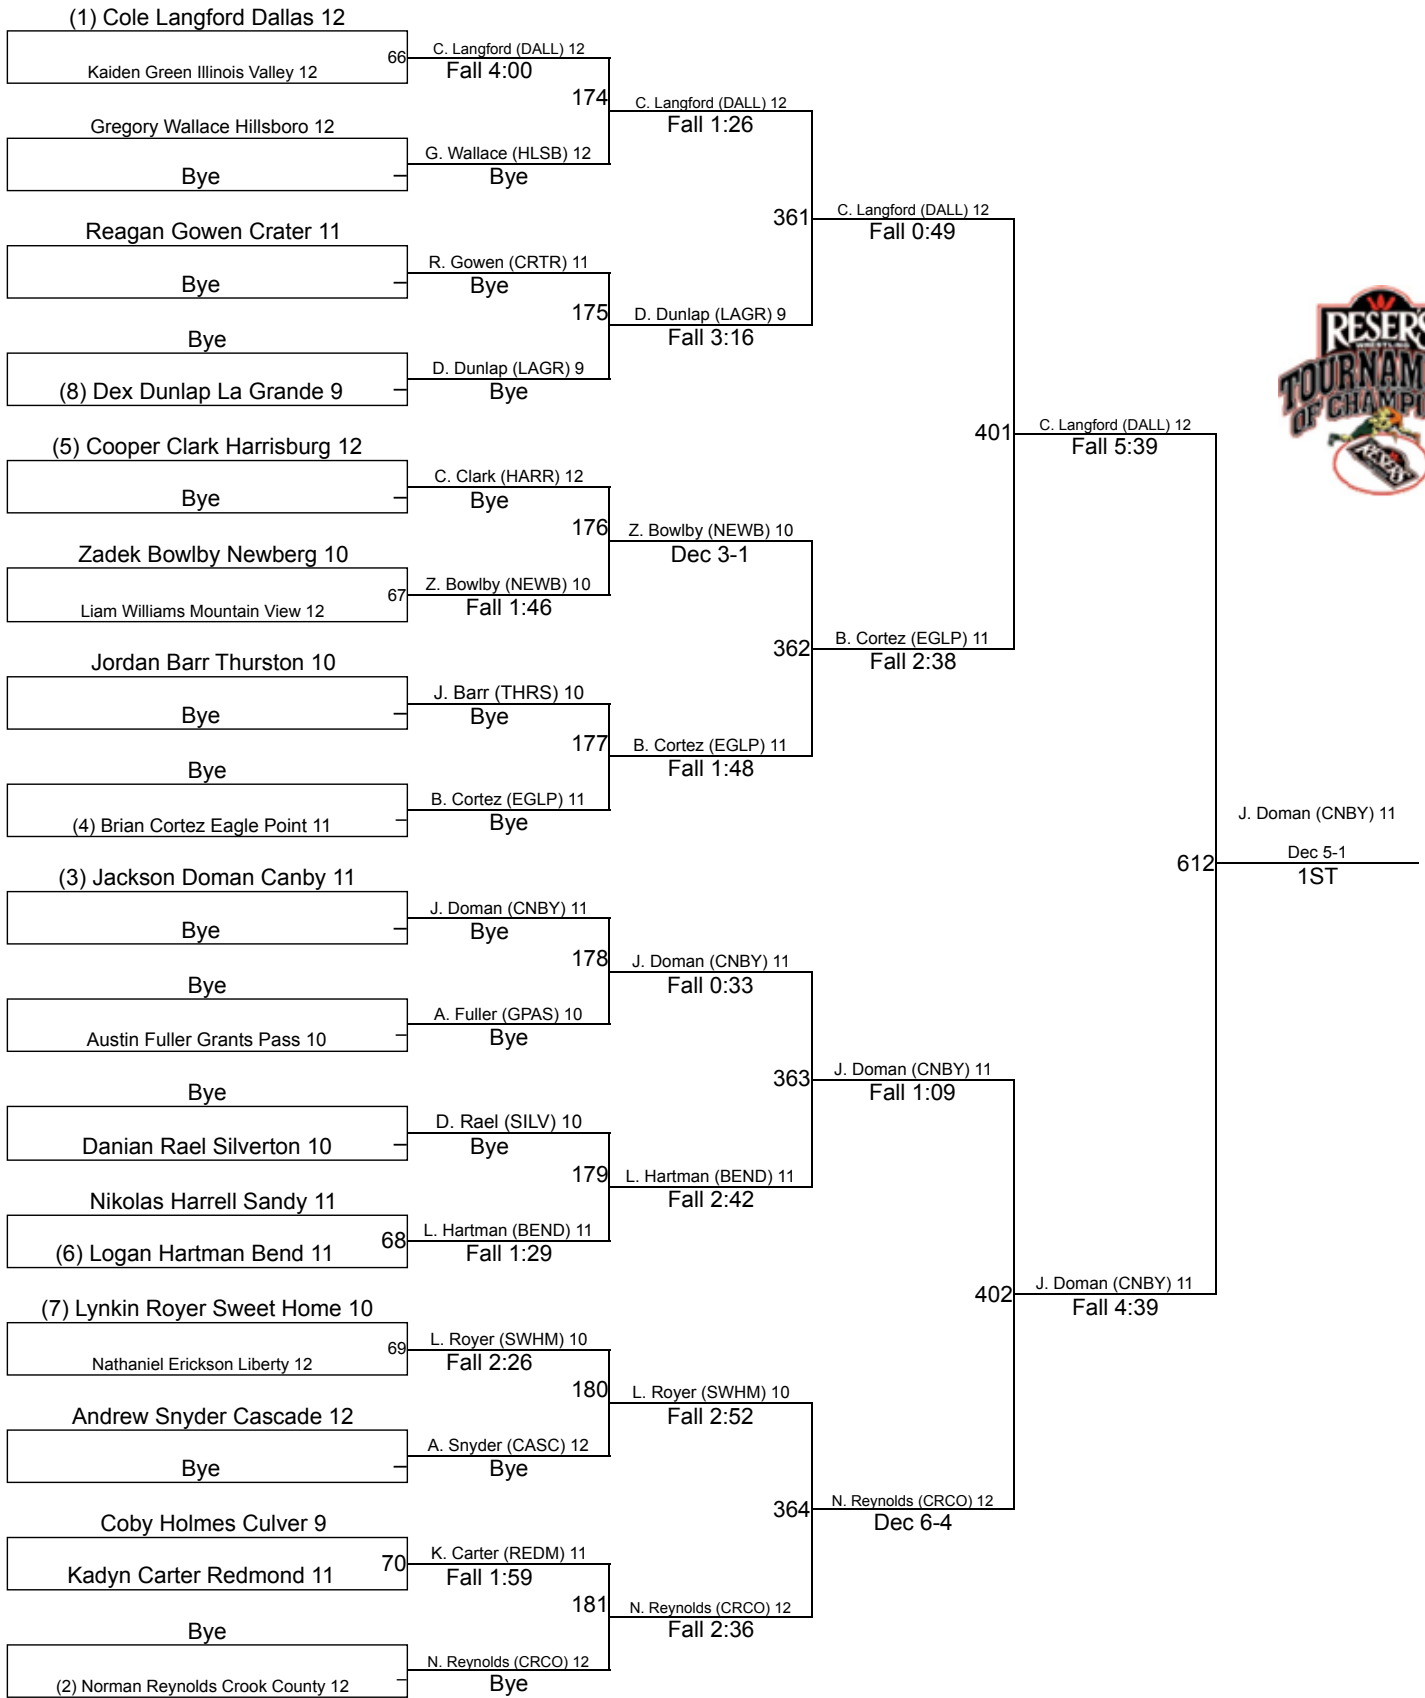 (1) Cole Langford Dallas 12
Kaiden Green Illinois Valley 12
66
C. Langford (DALL) 12
Fall 4:00
174
C. Langford (DALL) 12
Fall 1:26
Gregory Wallace Hillsboro 12
Bye
G. Wallace (HLSB) 12
Bye
361
C. Langford (DALL) 12
Fall 0:49
Reagan Gowen Crater 11
Bye
R. Gowen (CRTR) 11
Bye
175
D. Dunlap (LAGR) 9
Fall 3:16
Bye
(8) Dex Dunlap La Grande 9
D. Dunlap (LAGR) 9
Bye
401
C. Langford (DALL) 12
Fall 5:39
(5) Cooper Clark Harrisburg 12
Bye
C. Clark (HARR) 12
Bye
176
Z. Bowlby (NEWB) 10
Dec 3-1
Zadek Bowlby Newberg 10
Liam Williams Mountain View 12
67
Z. Bowlby (NEWB) 10
Fall 1:46
362
B. Cortez (EGLP) 11
Fall 2:38
Jordan Barr Thurston 10
Bye
J. Barr (THRS) 10
Bye
177
B. Cortez (EGLP) 11
Fall 1:48
Bye
(4) Brian Cortez Eagle Point 11
B. Cortez (EGLP) 11
Bye
612
J. Doman (CNBY) 11
Dec 5-1
1ST
(3) Jackson Doman Canby 11
Bye
J. Doman (CNBY) 11
Bye
178
J. Doman (CNBY) 11
Fall 0:33
Bye
Austin Fuller Grants Pass 10
A. Fuller (GPAS) 10
Bye
363
J. Doman (CNBY) 11
Fall 1:09
Bye
Danian Rael Silverton 10
D. Rael (SILV) 10
Bye
179
L. Hartman (BEND) 11
Fall 2:42
Nikolas Harrell Sandy 11
(6) Logan Hartman Bend 11
68
L. Hartman (BEND) 11
Fall 1:29
402
J. Doman (CNBY) 11
Fall 4:39
(7) Lynkin Royer Sweet Home 10
Nathaniel Erickson Liberty 12
69
L. Royer (SWHM) 10
Fall 2:26
180
L. Royer (SWHM) 10
Fall 2:52
Andrew Snyder Cascade 12
Bye
A. Snyder (CASC) 12
Bye
364
N. Reynolds (CRCO) 12
Dec 6-4
Coby Holmes Culver 9
Kadyn Carter Redmond 11
70
K. Carter (REDM) 11
Fall 1:59
181
N. Reynolds (CRCO) 12
Fall 2:36
Bye
(2) Norman Reynolds Crook County 12
N. Reynolds (CRCO) 12
Bye
RESERS
WRESTLING
TOURNAM
OF CHAMPI